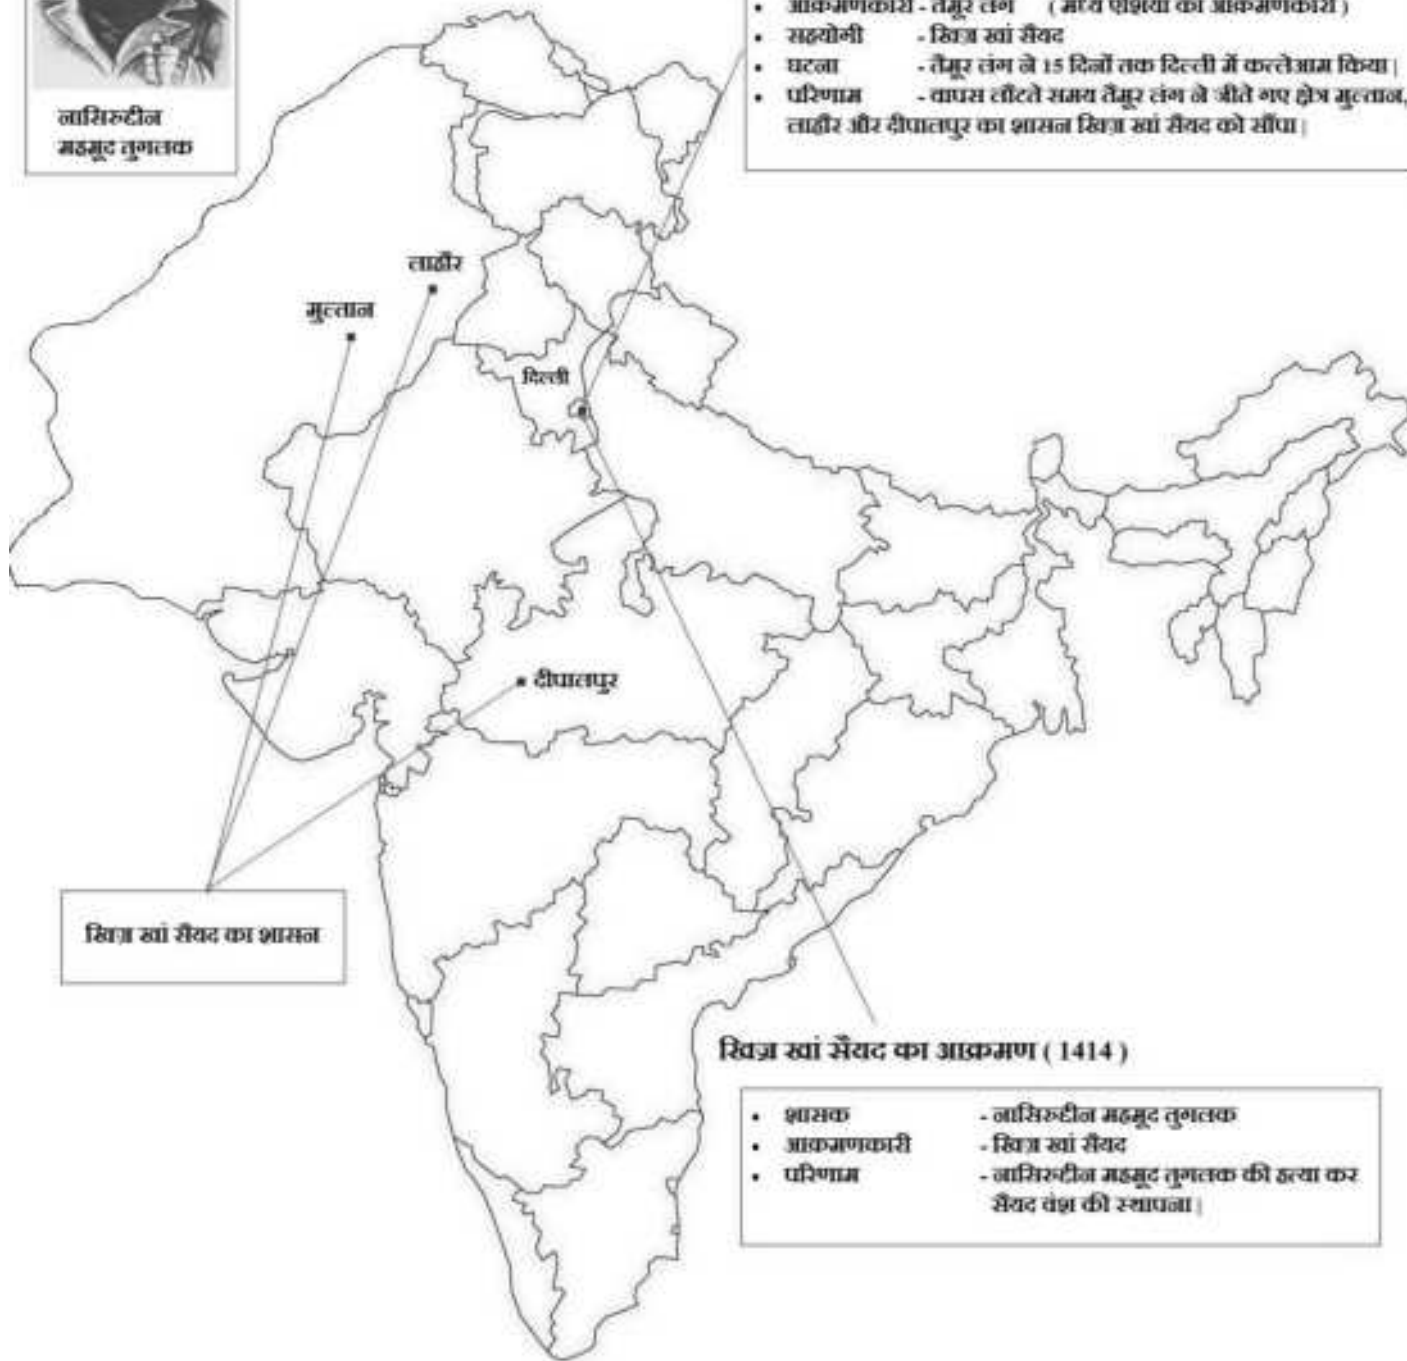 नासिरुद्दीन
महमूद तुगलक
• आक्रमणकारी - तैमूर लंग ( मध्य एशिया का आक्रमणकारी )
• सहयोगी - खिज्र खां सैयद
• घटना - तैमूर लंग ने 15 दिनों तक दिल्ली में कत्लेआम किया |
• परिणाम - वापस लौटते समय तैमूर लंग ने जीते गए क्षेत्र मुल्तान,
लाहौर और दीपालपुर का शासन खिज्र खां सैयद को सौंपा |
लाहौर
मुल्तान
दिल्ली
दीपालपुर
खिज्र खां सैयद का शासन
खिज्र खां सैयद का आक्रमण ( 1414 )
• शासक - नासिरुद्दीन महमूद तुगलक
• आक्रमणकारी - खिज्र खां सैयद
• परिणाम - नासिरुद्दीन महमूद तुगलक की हत्या कर
सैयद वंश की स्थापना |